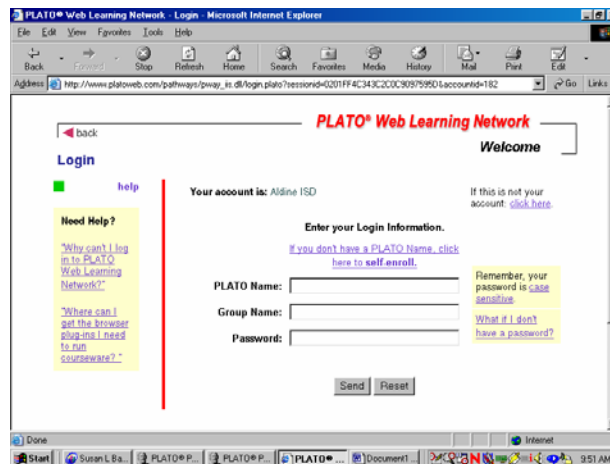 PLATO® Web Learning Network - Login - Microsoft Internet Explorer
File Edit View Favorites Tools Help
Back Forward Stop Refresh Home Search Favorites Media History Mail Print Edit
Address http://www.platoweb.com/pathways/pway_is.dll/login.plato?sessionid=0201FF4C343C2C0C9097595D&accountid=182 Go Links
back
PLATO® Web Learning Network
Welcome
Login
help
Your account is: Aldine ISD
If this is not your
account: click here.
Need Help?
Enter your Login Information.
"Why can't I log
in to PLATO
Web Learning
Network?"
If you don't have a PLATO Name, click
here to self-enroll.
PLATO Name:
Remember, your
password is case
sensitive.
"Where can I
get the browser
plug-ins I need
to run
courseware? "
Group Name:
What if I don't
have a password?
Password:
Send Reset
Done Internet
Start Susan L Ba... PLATO® P... PLATO® P... PLATO® ... Document1 ... 9:51 AM